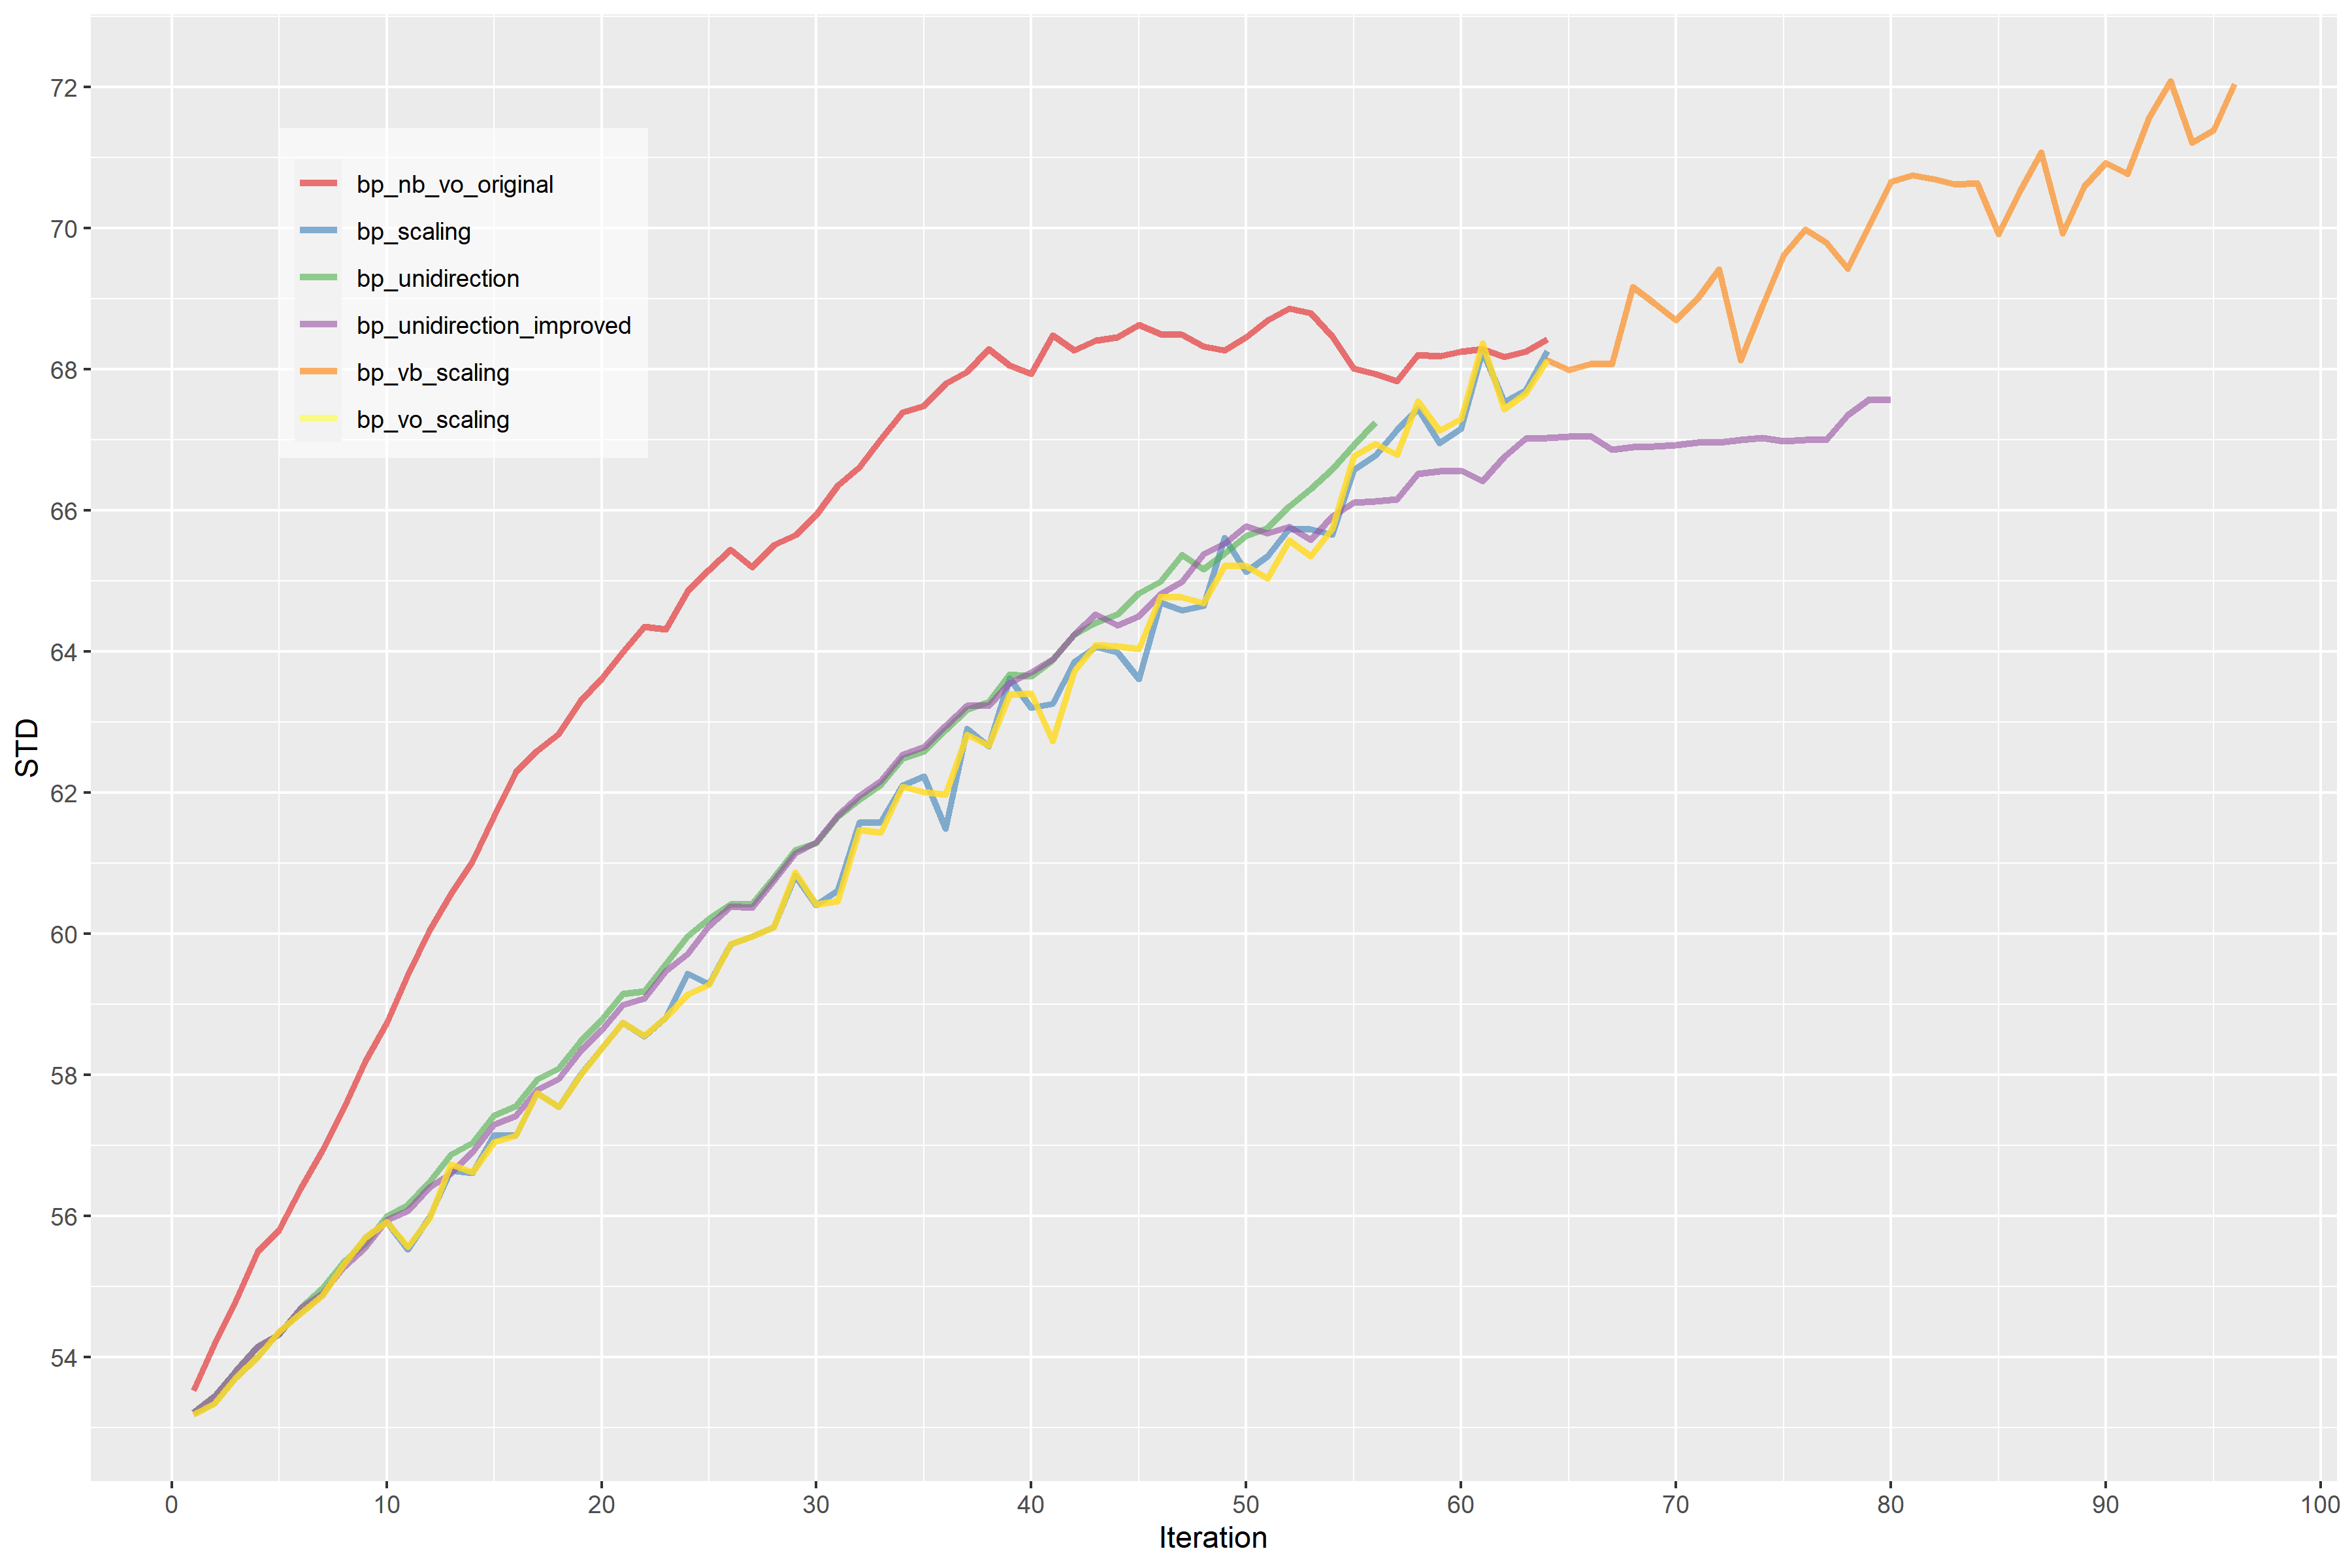 72
70
68
66
64
62
60
58
56
54
STD
bp_nb_vo_original
bp_scaling
bp_unidirection
bp_unidirection_improved
bp_vb_scaling
bp_vo_scaling
0 10 20 30 40 50 60 70 80 90 100
Iteration